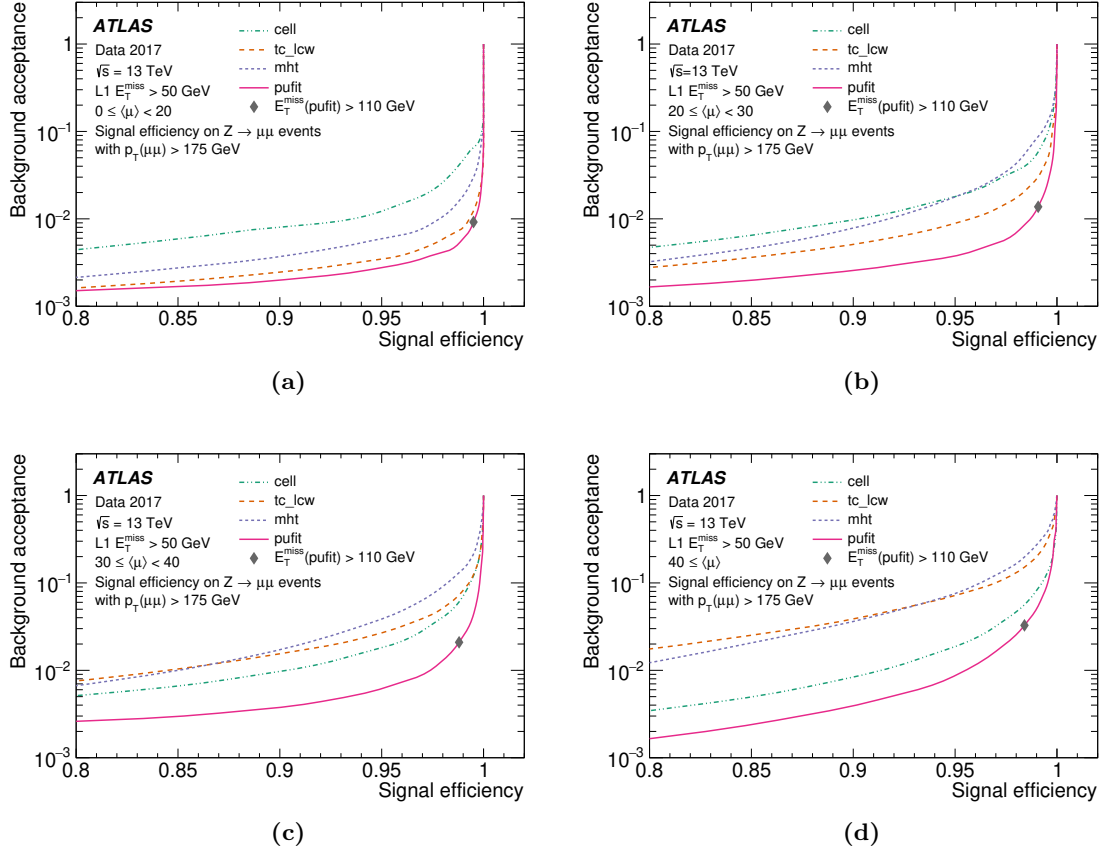 Background acceptance
1
10⁻¹
10⁻²
10⁻³
ATLAS
Data 2017
√s = 13 TeV
L1 E_T^miss > 50 GeV
0 ≤ ⟨μ⟩ < 20
Signal efficiency on Z → μμ events
with p_T(μμ) > 175 GeV
cell
tc_lcw
mht
pufit
E_T^miss(pufit) > 110 GeV
0.8 0.85 0.9 0.95 1
Signal efficiency
(a)
Background acceptance
1
10⁻¹
10⁻²
10⁻³
ATLAS
Data 2017
√s=13 TeV
L1 E_T^miss > 50 GeV
20 ≤ ⟨μ⟩ < 30
Signal efficiency on Z → μμ events
with p_T(μμ) > 175 GeV
cell
tc_lcw
mht
pufit
E_T^miss(pufit) > 110 GeV
0.8 0.85 0.9 0.95 1
Signal efficiency
(b)
Background acceptance
1
10⁻¹
10⁻²
10⁻³
ATLAS
Data 2017
√s = 13 TeV
L1 E_T^miss > 50 GeV
30 ≤ ⟨μ⟩ < 40
Signal efficiency on Z → μμ events
with p_T(μμ) > 175 GeV
cell
tc_lcw
mht
pufit
E_T^miss(pufit) > 110 GeV
0.8 0.85 0.9 0.95 1
Signal efficiency
(c)
Background acceptance
1
10⁻¹
10⁻²
10⁻³
ATLAS
Data 2017
√s = 13 TeV
L1 E_T^miss > 50 GeV
40 ≤ ⟨μ⟩
Signal efficiency on Z → μμ events
with p_T(μμ) > 175 GeV
cell
tc_lcw
mht
pufit
E_T^miss(pufit) > 110 GeV
0.8 0.85 0.9 0.95 1
Signal efficiency
(d)